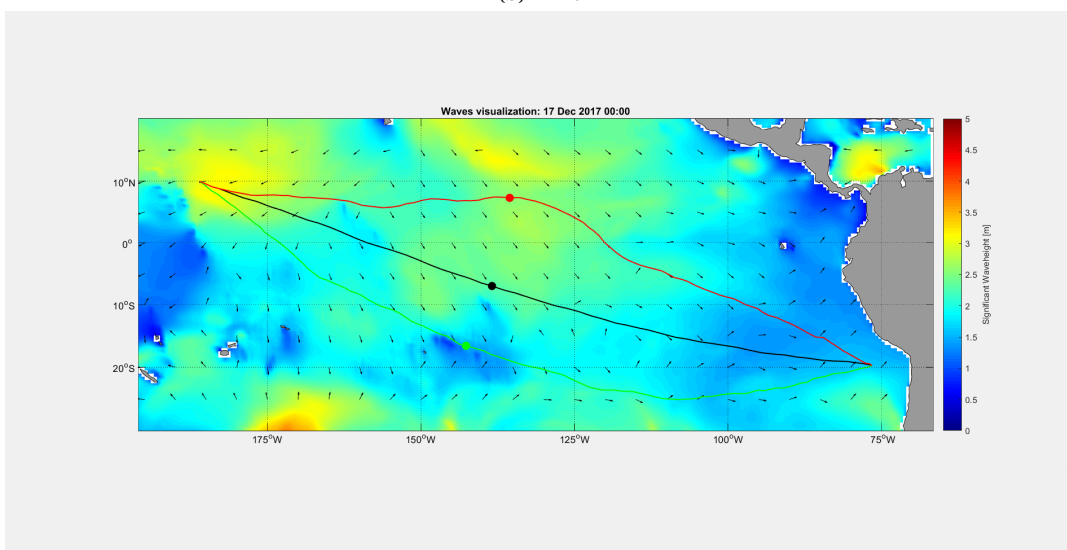 Waves visualization: 17 Dec 2017 00:00
10°N
0°
10°S
20°S
175°W
150°W
125°W
100°W
75°W
5
4.5
4
3.5
3
2.5
2
1.5
1
0.5
0
Significant Waveheight [m]